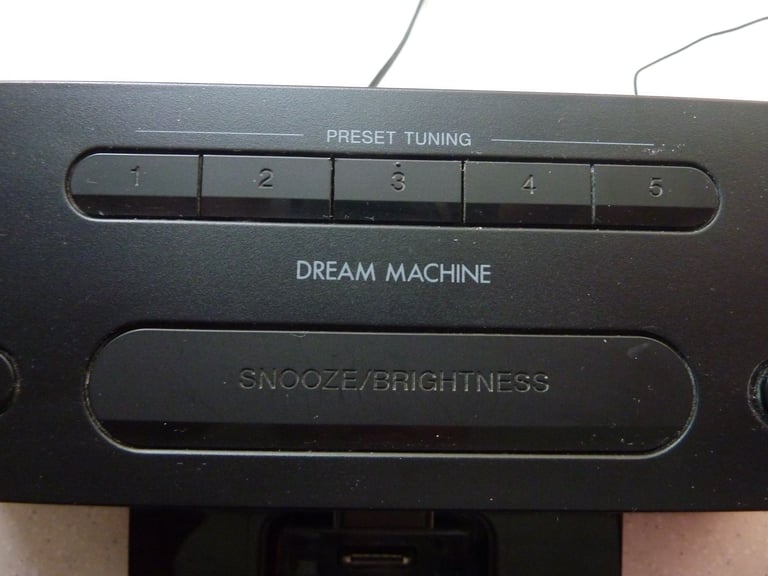 PRESET TUNING
1 2 3 4 5
DREAM MACHINE
SNOOZE/BRIGHTNESS